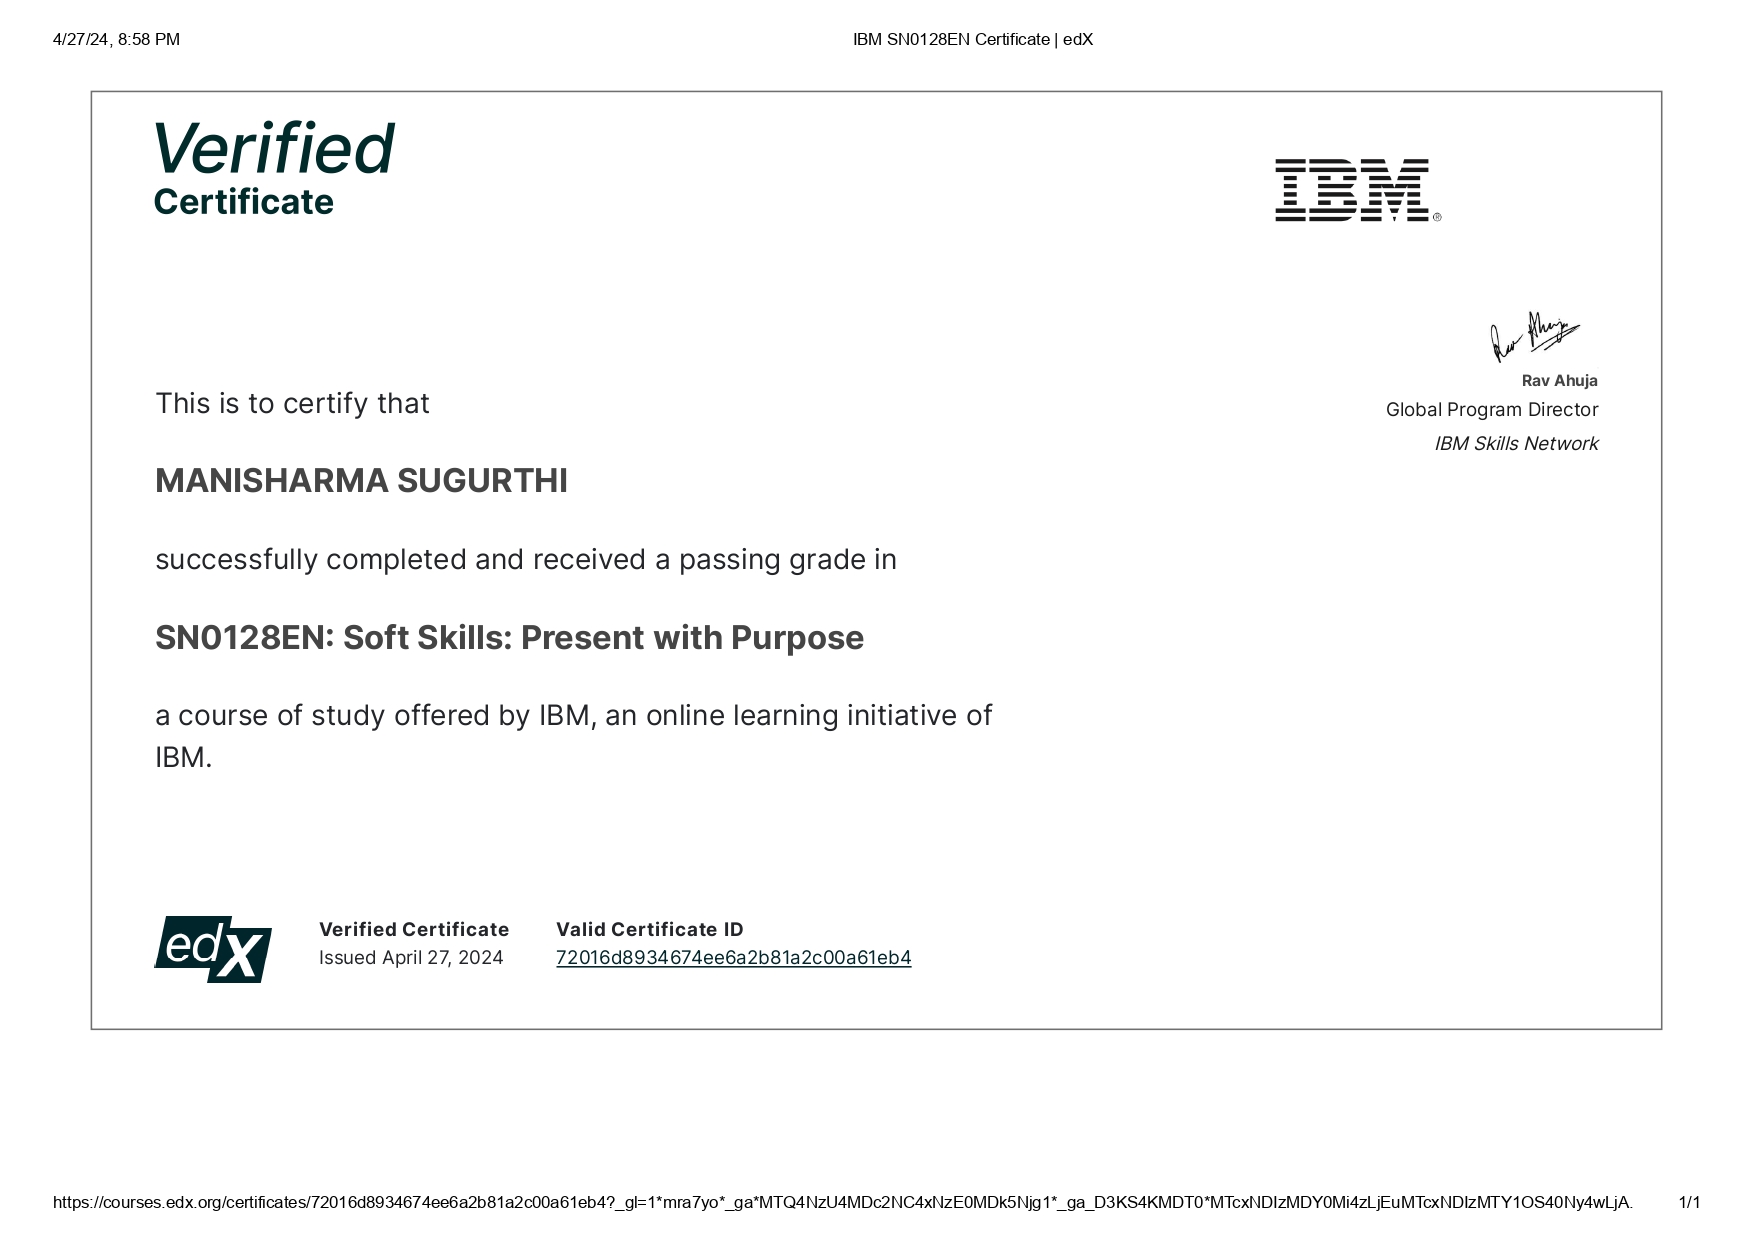 4/27/24, 8:58 PM
IBM SN0128EN Certificate | edX
Verified
Certificate
IBM®
Rav Ahuja
Rav Ahuja
Global Program Director
IBM Skills Network
This is to certify that
MANISHARMA SUGURTHI
successfully completed and received a passing grade in
SN0128EN: Soft Skills: Present with Purpose
a course of study offered by IBM, an online learning initiative of
IBM.
edX
Verified Certificate
Issued April 27, 2024
Valid Certificate ID
72016d8934674ee6a2b81a2c00a61eb4
https://courses.edx.org/certificates/72016d8934674ee6a2b81a2c00a61eb4?_gl=1*mra7yo*_ga*MTQ4NzU4MDc2NC4xNzE0MDk5Njg1*_ga_D3KS4KMDT0*MTcxNDIzMDY0Mi4zLjEuMTcxNDIzMTY1OS40Ny4wLjA.
1/1